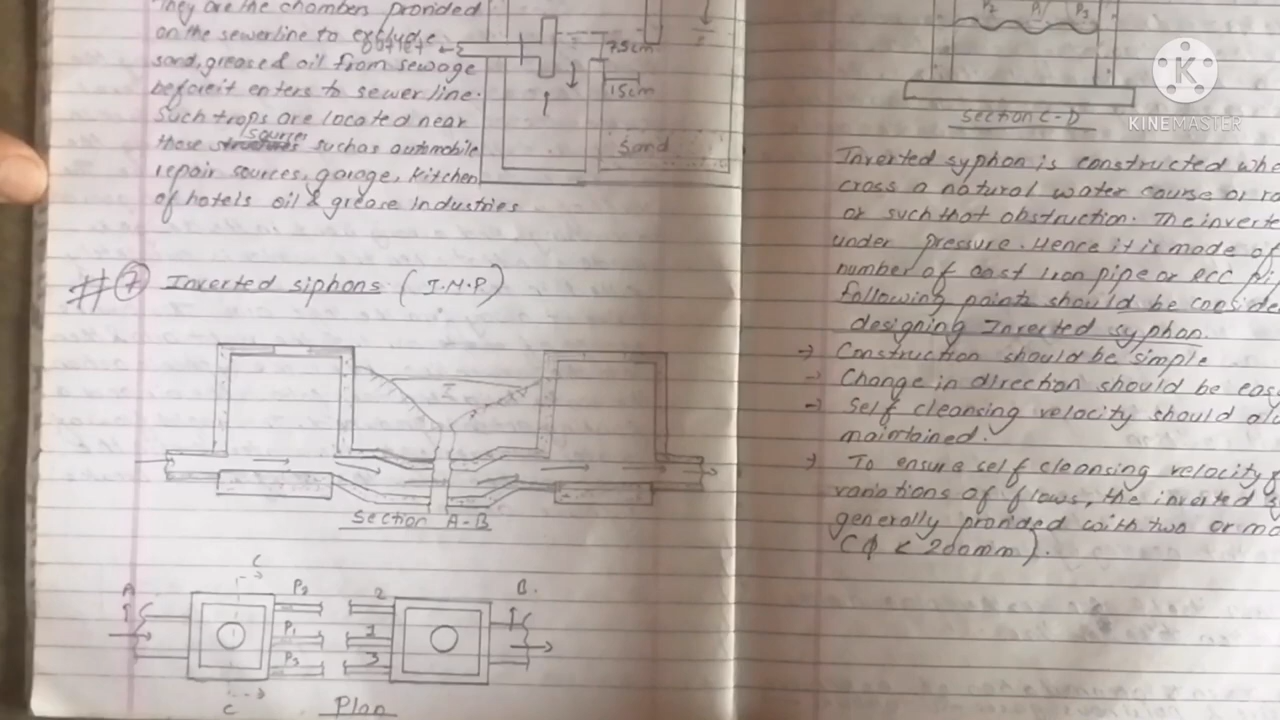 They are the chambers provided
on the sewerline to exclude
sand, grease & oil from sewage
before it enters to sewer line.
Such traps are located near
those sources such as automobile
repair sources, garage, kitchen
of hotels oil & grease Industries
75cm
15cm
Sand
# 7 Inverted siphons (I.M.P)
Section A-B
A
C
P2
2
B.
P1
1
P3
3
C
Plan
P2 P1 P3
Section C-D
KINEMASTER
Inverted syphon is constructed whe
cross a natural water course or ro
or such that obstruction. The inverte
under pressure. Hence it is made of
number of cast iron pipe or RCC pi
following points should be conside
designing Inverted syphon.
→ Construction should be simple
→ Change in direction should be eas
→ Self cleansing velocity should al
maintained.
→ To ensure self cleansing velocity f
variations of flows, the inverted s
generally provided with two or mo
(ϕ < 200mm).